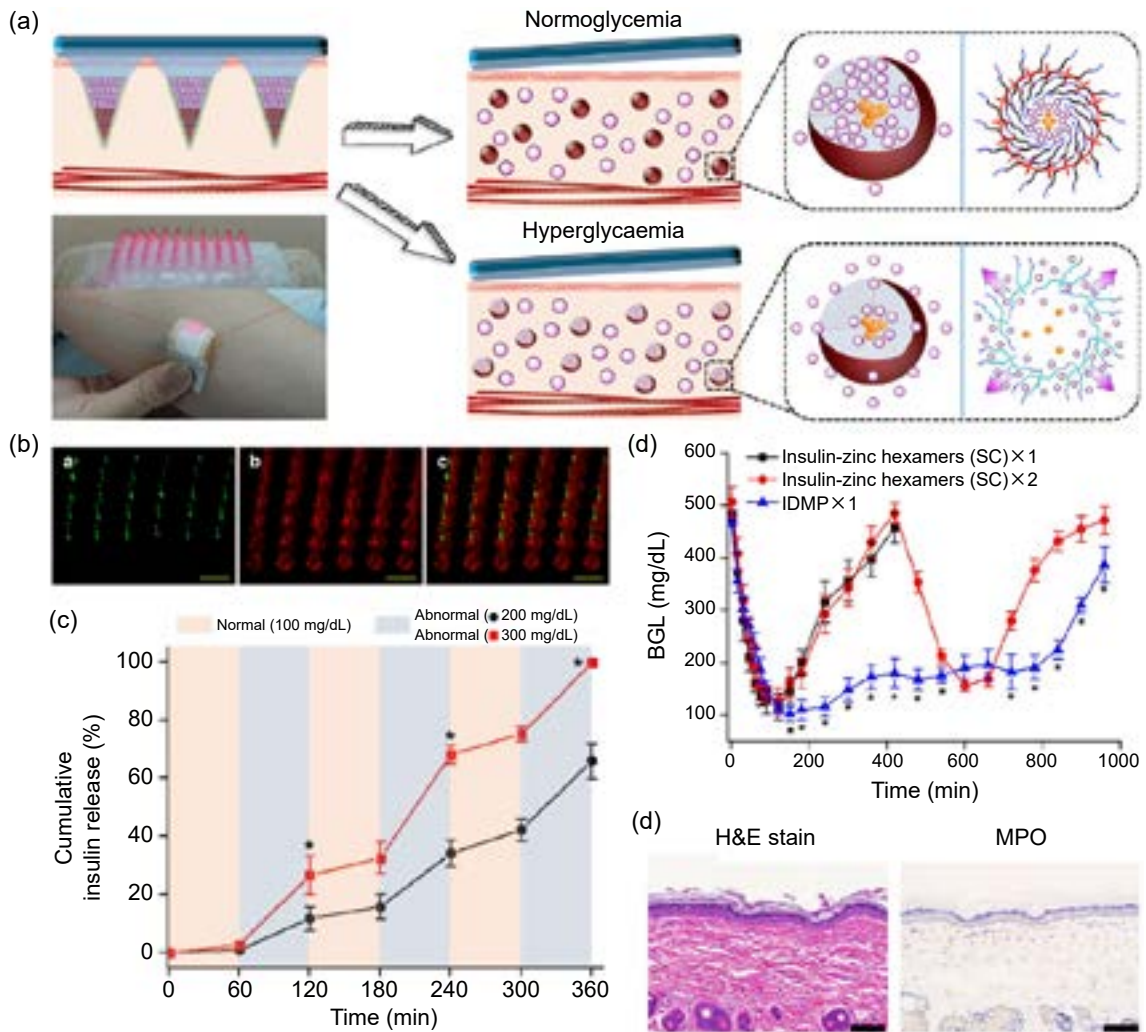 (a)
Normoglycemia
Hyperglycaemia
(b)
a
b
c
(c)
Normal (100 mg/dL)
Abnormal (● 200 mg/dL)
Abnormal (■ 300 mg/dL)
Cumulative
insulin release (%)
100
80
60
40
20
0
0 60 120 180 240 300 360
Time (min)
* * *
(d)
Insulin-zinc hexamers (SC)×1
Insulin-zinc hexamers (SC)×2
IDMP×1
BGL (mg/dL)
600
500
400
300
200
100
0 200 400 600 800 1000
Time (min)
* * * * * * * * * * * *
(d)
H&E stain
MPO